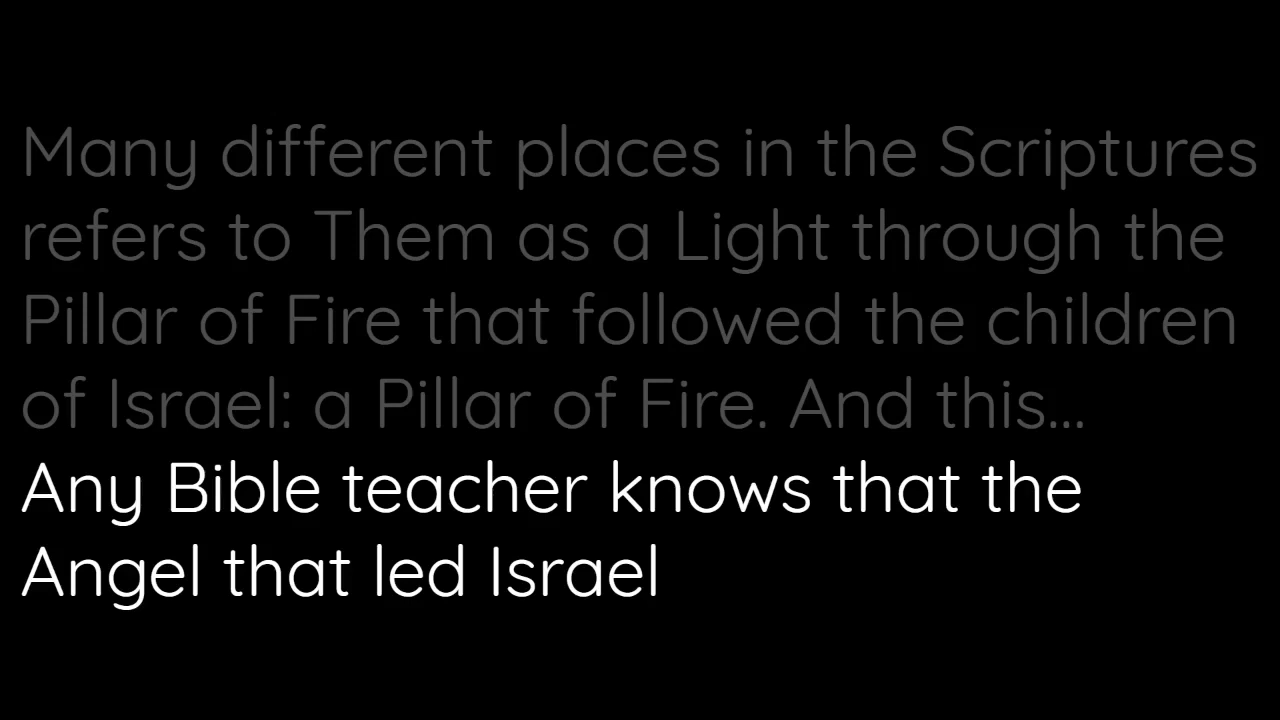 Many different places in the Scriptures
refers to Them as a Light through the
Pillar of Fire that followed the children
of Israel: a Pillar of Fire. And this...
Any Bible teacher knows that the
Angel that led Israel